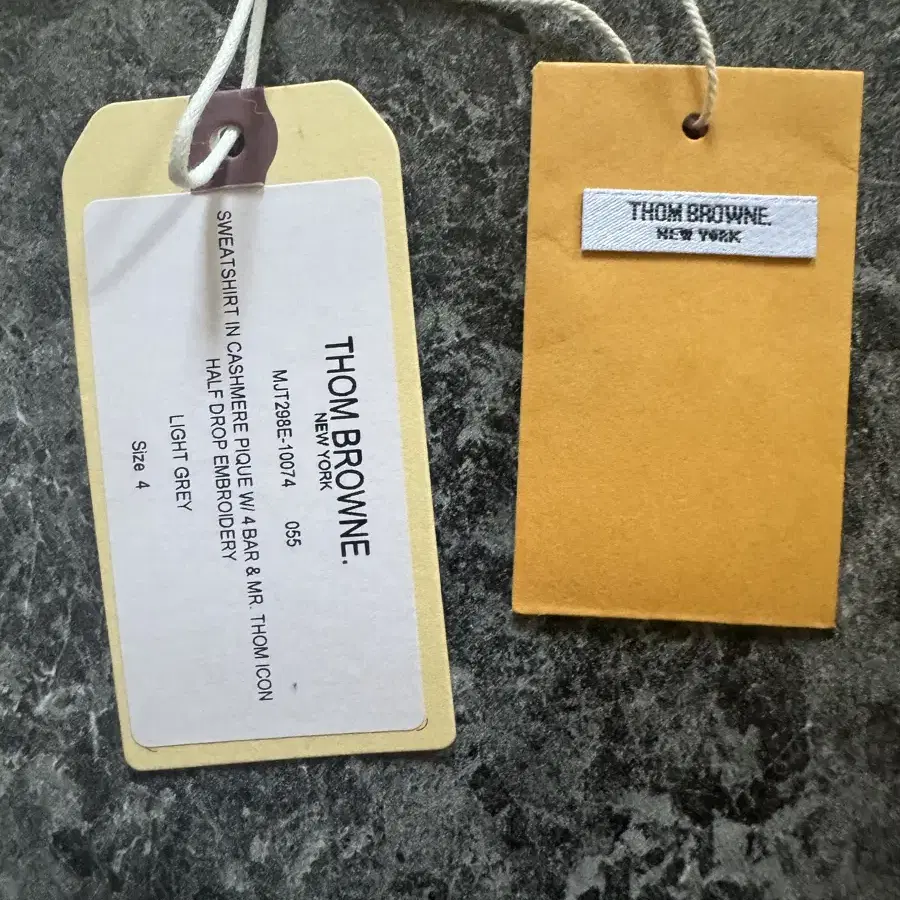 THOM BROWNE.
NEW YORK
MJT298E-10074 055
SWEATSHIRT IN CASHMERE PIQUE W/ 4 BAR & MR. THOM ICON
HALF DROP EMBROIDERY
LIGHT GREY
Size 4
THOM BROWNE.
NEW YORK